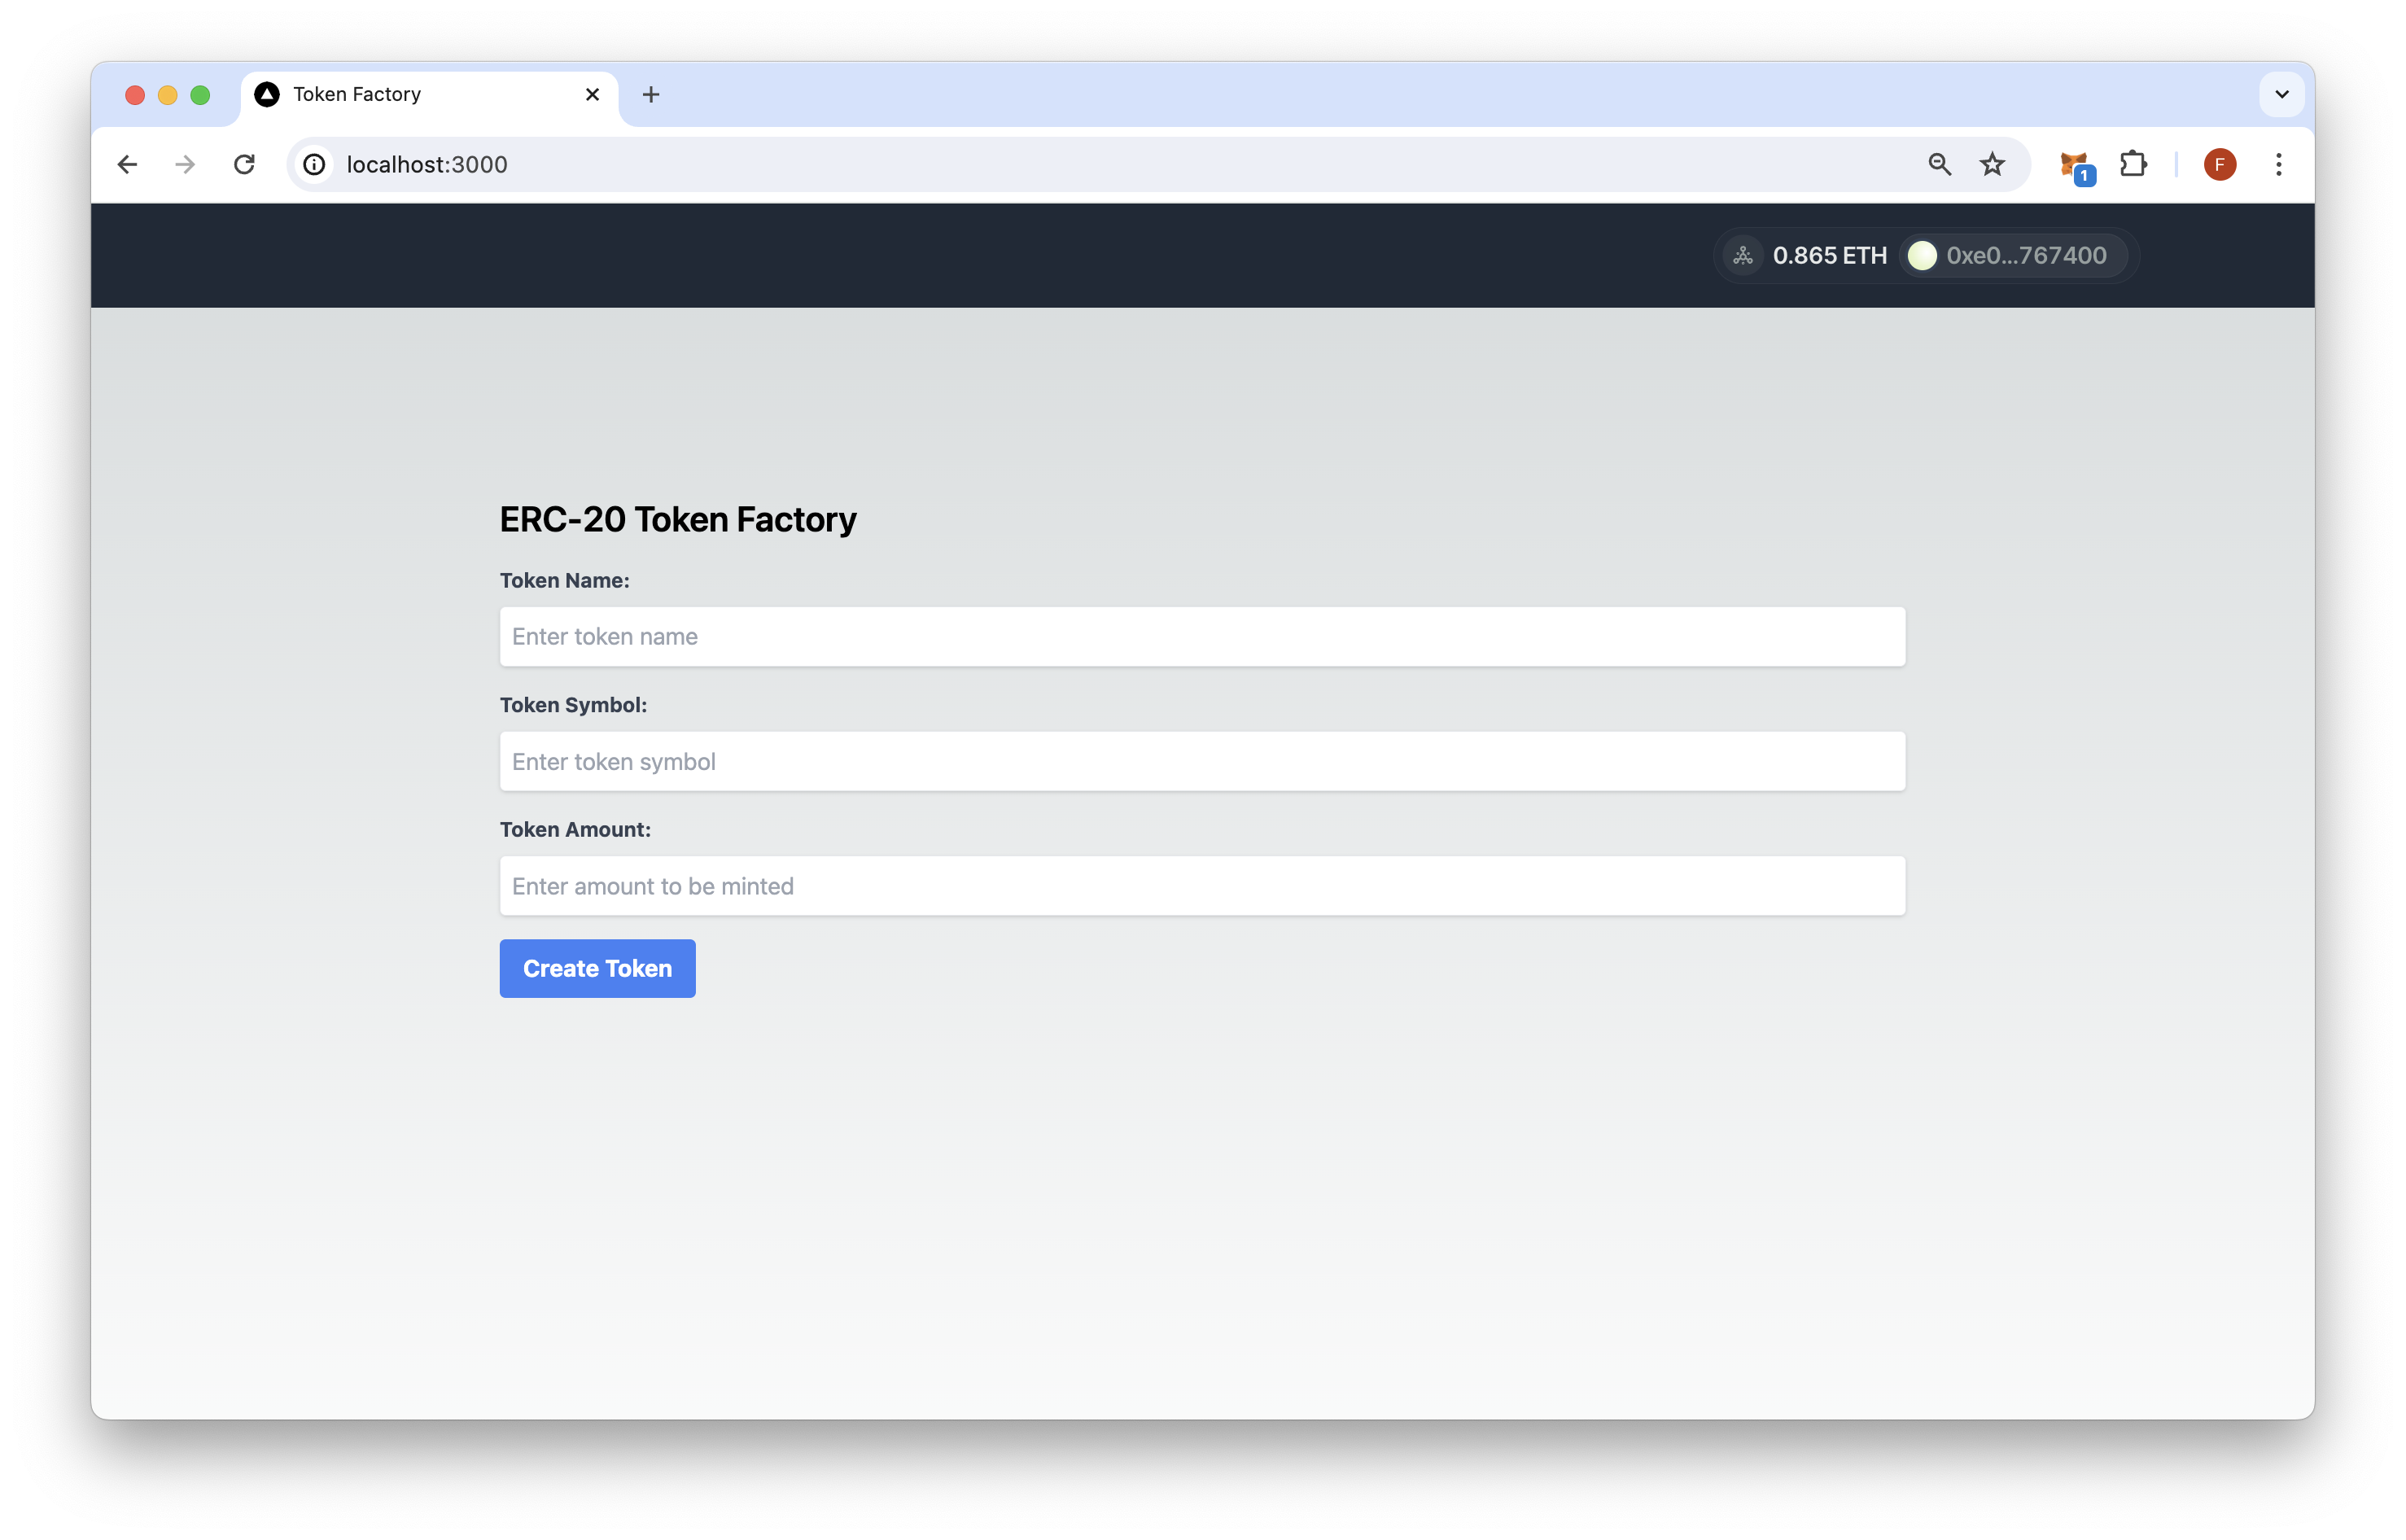 Token Factory
localhost:3000
1
F
0.865 ETH 0xe0...767400
ERC-20 Token Factory
Token Name:
Enter token name
Token Symbol:
Enter token symbol
Token Amount:
Enter amount to be minted
Create Token